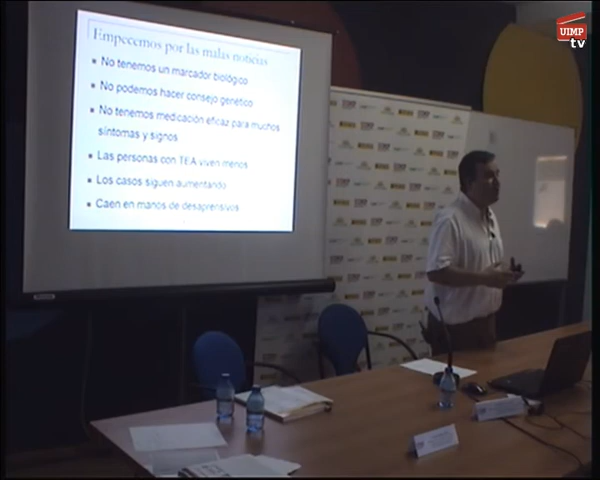 Empecemos por las malas noticias
No tenemos un marcador biológico
No podemos hacer consejo genético
No tenemos medicación eficaz para muchos
síntomas y signos
Las personas con TEA viven menos
Los casos siguen aumentando
Caen en manos de desaprensivos
UIMP
tv